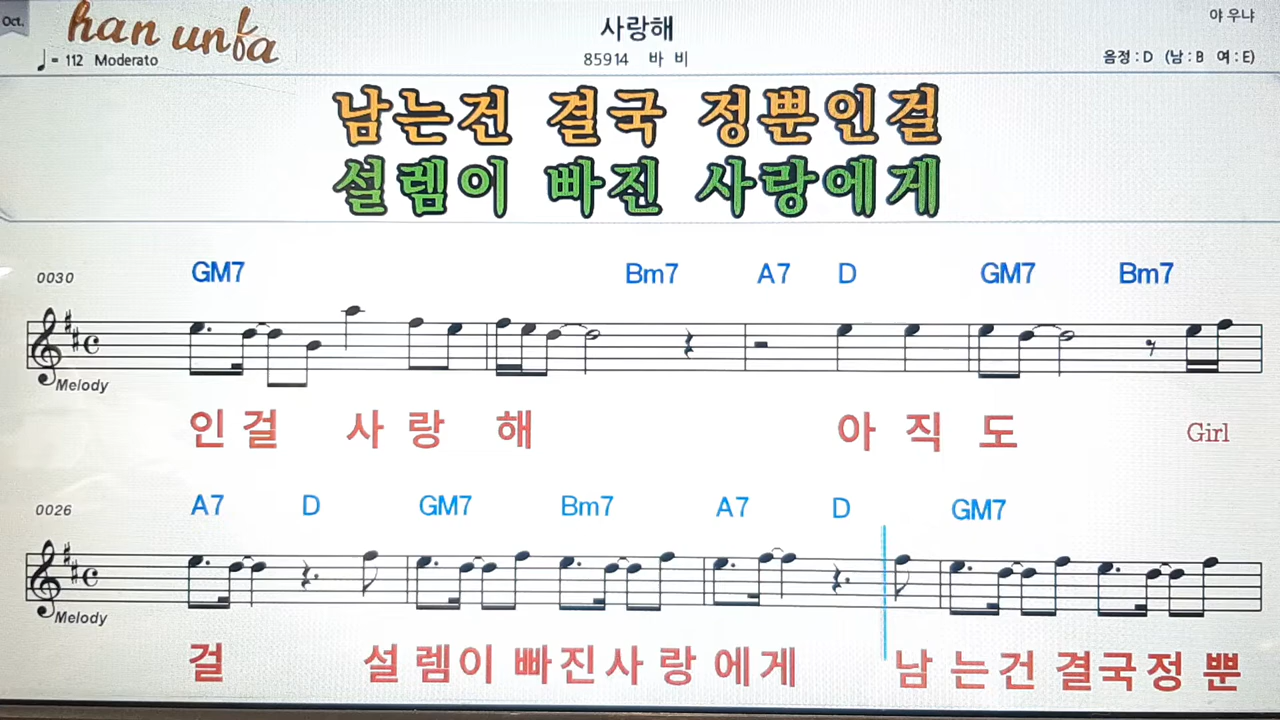 Oct.
han unfa
사랑해
야 우냐
= 112 Moderato
85914 바 비
음정 : D (남 : B 여 : E)
남는건 결국 정뿐인걸
설렘이 빠진 사랑에게
0030
GM7 Bm7 A7 D GM7 Bm7
Melody
인 걸 사 랑 해 아 직 도 Girl
0026
A7 D GM7 Bm7 A7 D GM7
Melody
걸 설 렘이 빠진사 랑 에게 남 는건 결국정 뿐